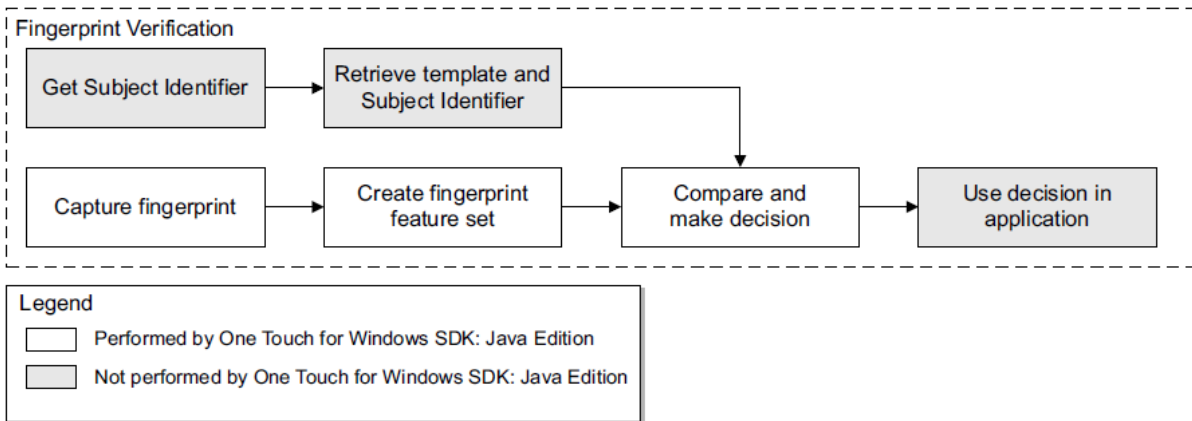 Fingerprint Verification
Get Subject Identifier
Retrieve template and
Subject Identifier
Capture fingerprint
Create fingerprint
feature set
Compare and
make decision
Use decision in
application
Legend
Performed by One Touch for Windows SDK: Java Edition
Not performed by One Touch for Windows SDK: Java Edition